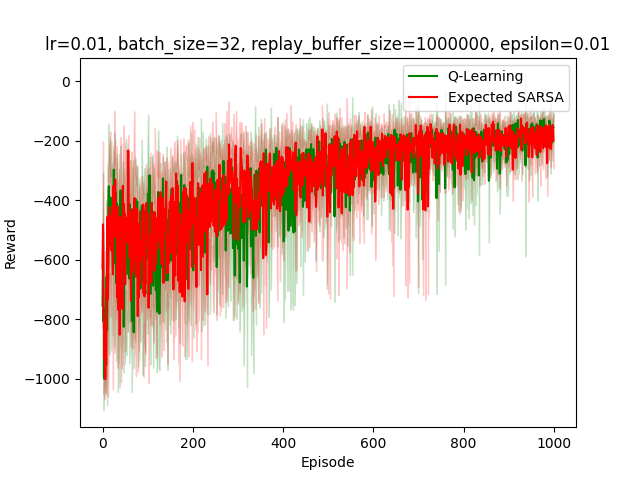 lr=0.01, batch_size=32, replay_buffer_size=1000000, epsilon=0.01
Q-Learning
Expected SARSA
0
−200
−400
−600
−800
−1000
Reward
0
200
400
600
800
1000
Episode